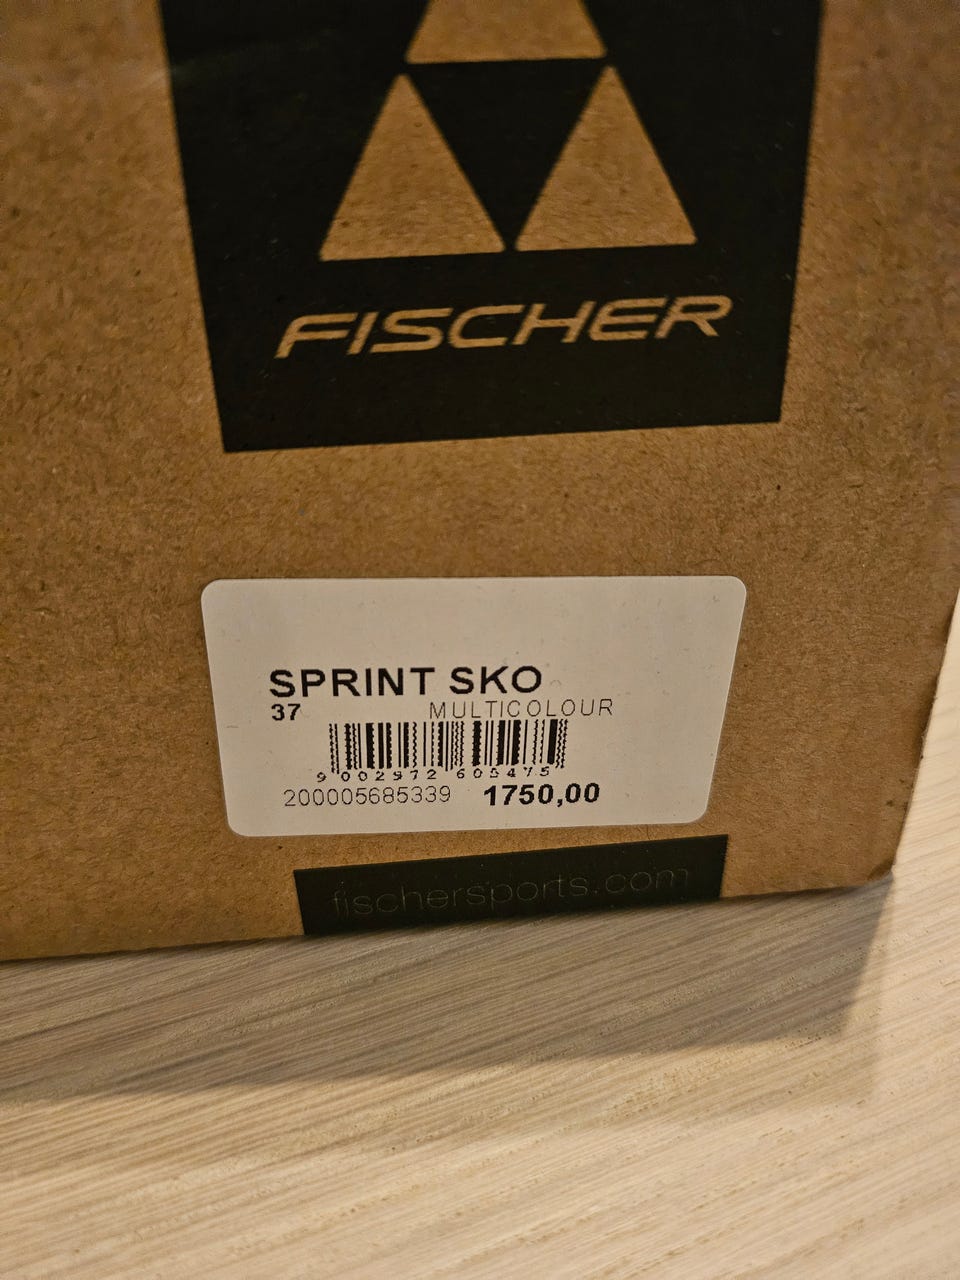 FISCHER
SPRINT SKO
37 MULTICOLOUR
9 002972 605475
200005685339 1750,00
fischersports.com